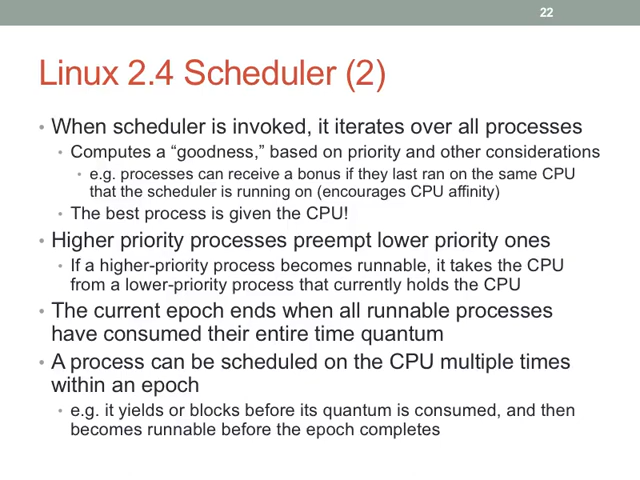 22
Linux 2.4 Scheduler (2)
• When scheduler is invoked, it iterates over all processes
• Computes a “goodness,” based on priority and other considerations
• e.g. processes can receive a bonus if they last ran on the same CPU
that the scheduler is running on (encourages CPU affinity)
• The best process is given the CPU!
• Higher priority processes preempt lower priority ones
• If a higher-priority process becomes runnable, it takes the CPU
from a lower-priority process that currently holds the CPU
• The current epoch ends when all runnable processes
have consumed their entire time quantum
• A process can be scheduled on the CPU multiple times
within an epoch
• e.g. it yields or blocks before its quantum is consumed, and then
becomes runnable before the epoch completes